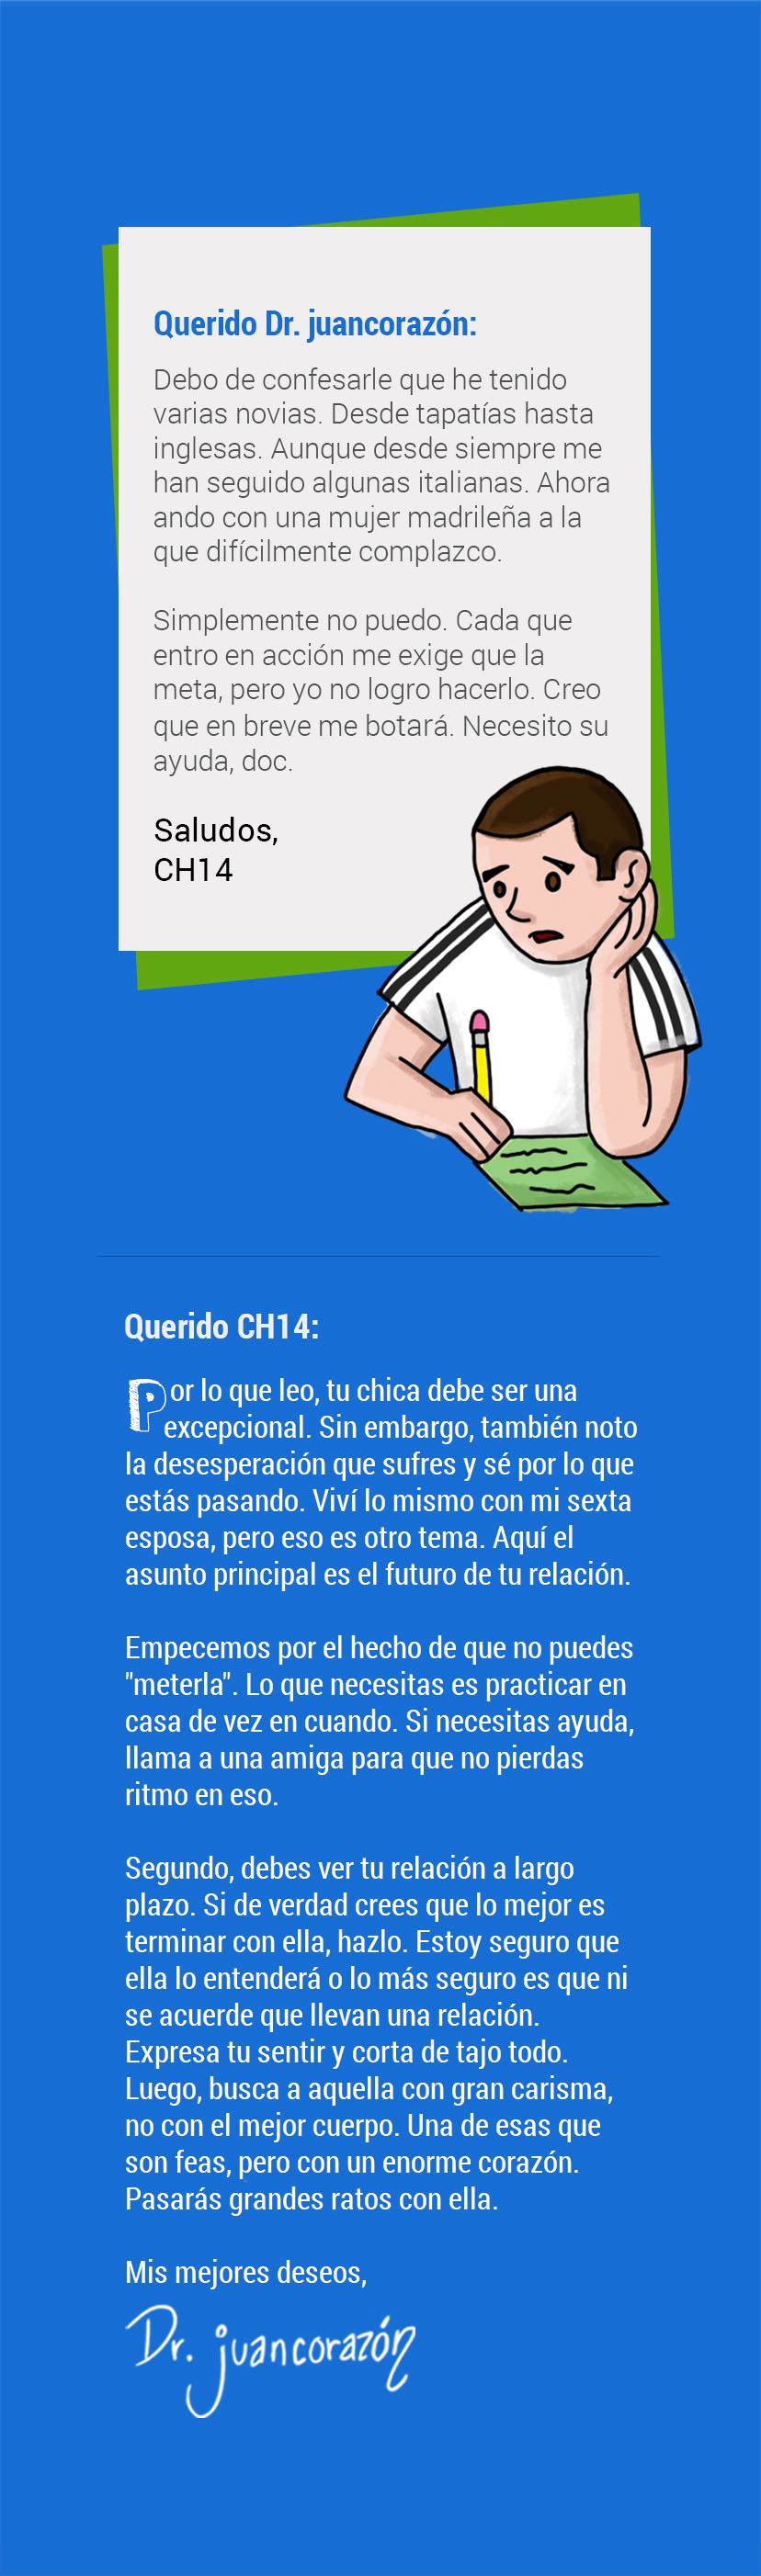 Querido Dr. juancorazón:
Debo de confesarle que he tenido
varias novias. Desde tapatías hasta
inglesas. Aunque desde siempre me
han seguido algunas italianas. Ahora
ando con una mujer madrileña a la
que difícilmente complazco.
Simplemente no puedo. Cada que
entro en acción me exige que la
meta, pero yo no logro hacerlo. Creo
que en breve me botará. Necesito su
ayuda, doc.
Saludos,
CH14
Querido CH14:
Por lo que leo, tu chica debe ser una
excepcional. Sin embargo, también noto
la desesperación que sufres y sé por lo que
estás pasando. Viví lo mismo con mi sexta
esposa, pero eso es otro tema. Aquí el
asunto principal es el futuro de tu relación.
Empecemos por el hecho de que no puedes
"meterla". Lo que necesitas es practicar en
casa de vez en cuando. Si necesitas ayuda,
llama a una amiga para que no pierdas
ritmo en eso.
Segundo, debes ver tu relación a largo
plazo. Si de verdad crees que lo mejor es
terminar con ella, hazlo. Estoy seguro que
ella lo entenderá o lo más seguro es que ni
se acuerde que llevan una relación.
Expresa tu sentir y corta de tajo todo.
Luego, busca a aquella con gran carisma,
no con el mejor cuerpo. Una de esas que
son feas, pero con un enorme corazón.
Pasarás grandes ratos con ella.
Mis mejores deseos,
Dr. juancorazón